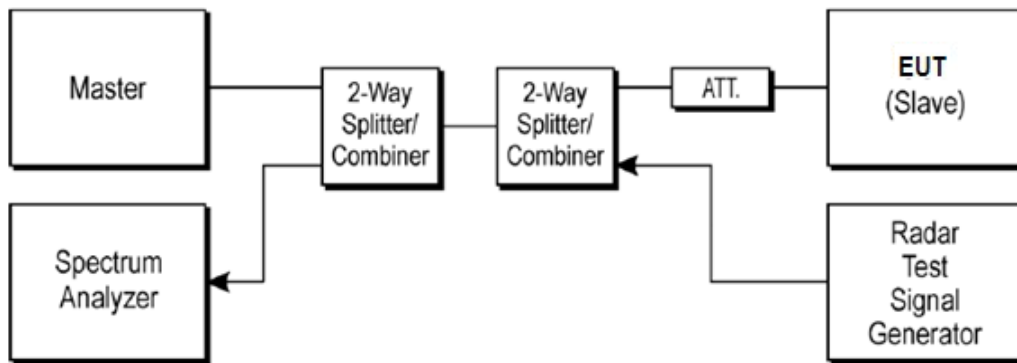 Master
2-Way
Splitter/
Combiner
2-Way
Splitter/
Combiner
ATT.
EUT
(Slave)
Spectrum
Analyzer
Radar
Test
Signal
Generator